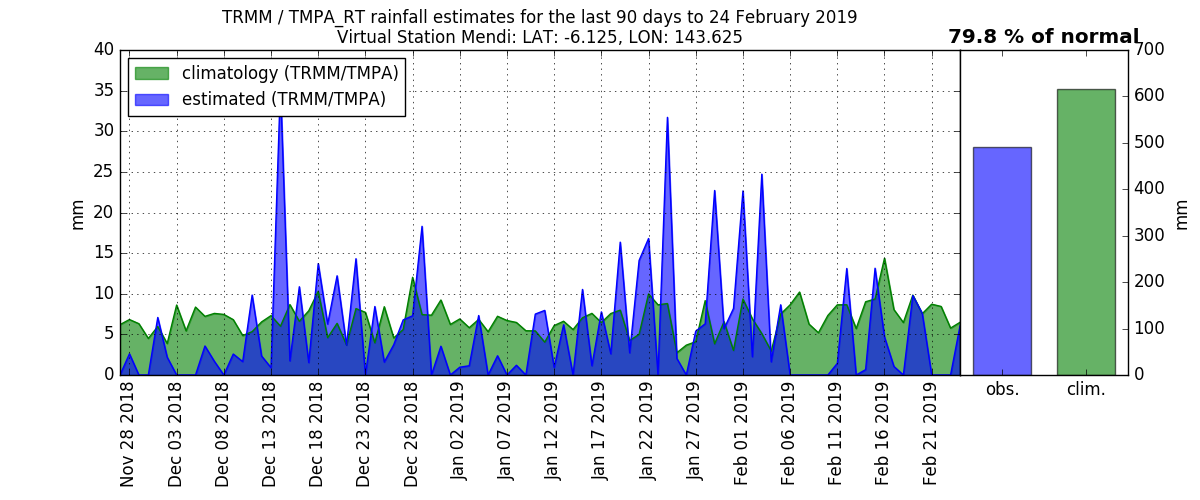 TRMM / TMPA_RT rainfall estimates for the last 90 days to 24 February 2019
Virtual Station Mendi: LAT: -6.125, LON: 143.625
79.8 % of normal
climatology (TRMM/TMPA)
estimated (TRMM/TMPA)
40
35
30
25
20
15
10
5
0
mm
700
600
500
400
300
200
100
0
mm
obs.
clim.
Nov 28 2018
Dec 03 2018
Dec 08 2018
Dec 13 2018
Dec 18 2018
Dec 23 2018
Dec 28 2018
Jan 02 2019
Jan 07 2019
Jan 12 2019
Jan 17 2019
Jan 22 2019
Jan 27 2019
Feb 01 2019
Feb 06 2019
Feb 11 2019
Feb 16 2019
Feb 21 2019